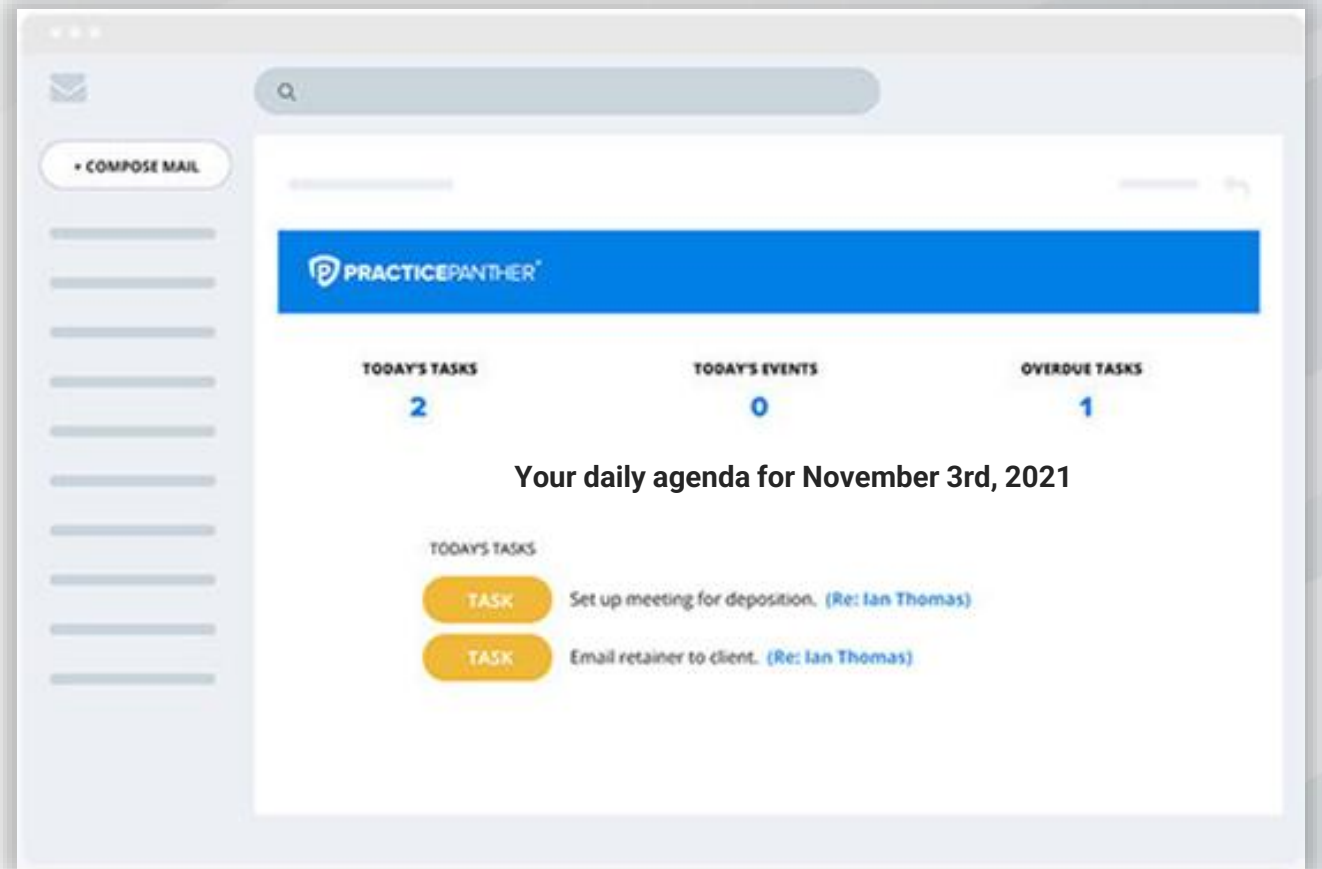 + COMPOSE MAIL
PRACTICEPANTHER
TODAY'S TASKS
TODAY'S EVENTS
OVERDUE TASKS
2
0
1
Your daily agenda for November 3rd, 2021
TODAY'S TASKS
TASK Set up meeting for deposition. (Re: Ian Thomas)
TASK Email retainer to client. (Re: Ian Thomas)